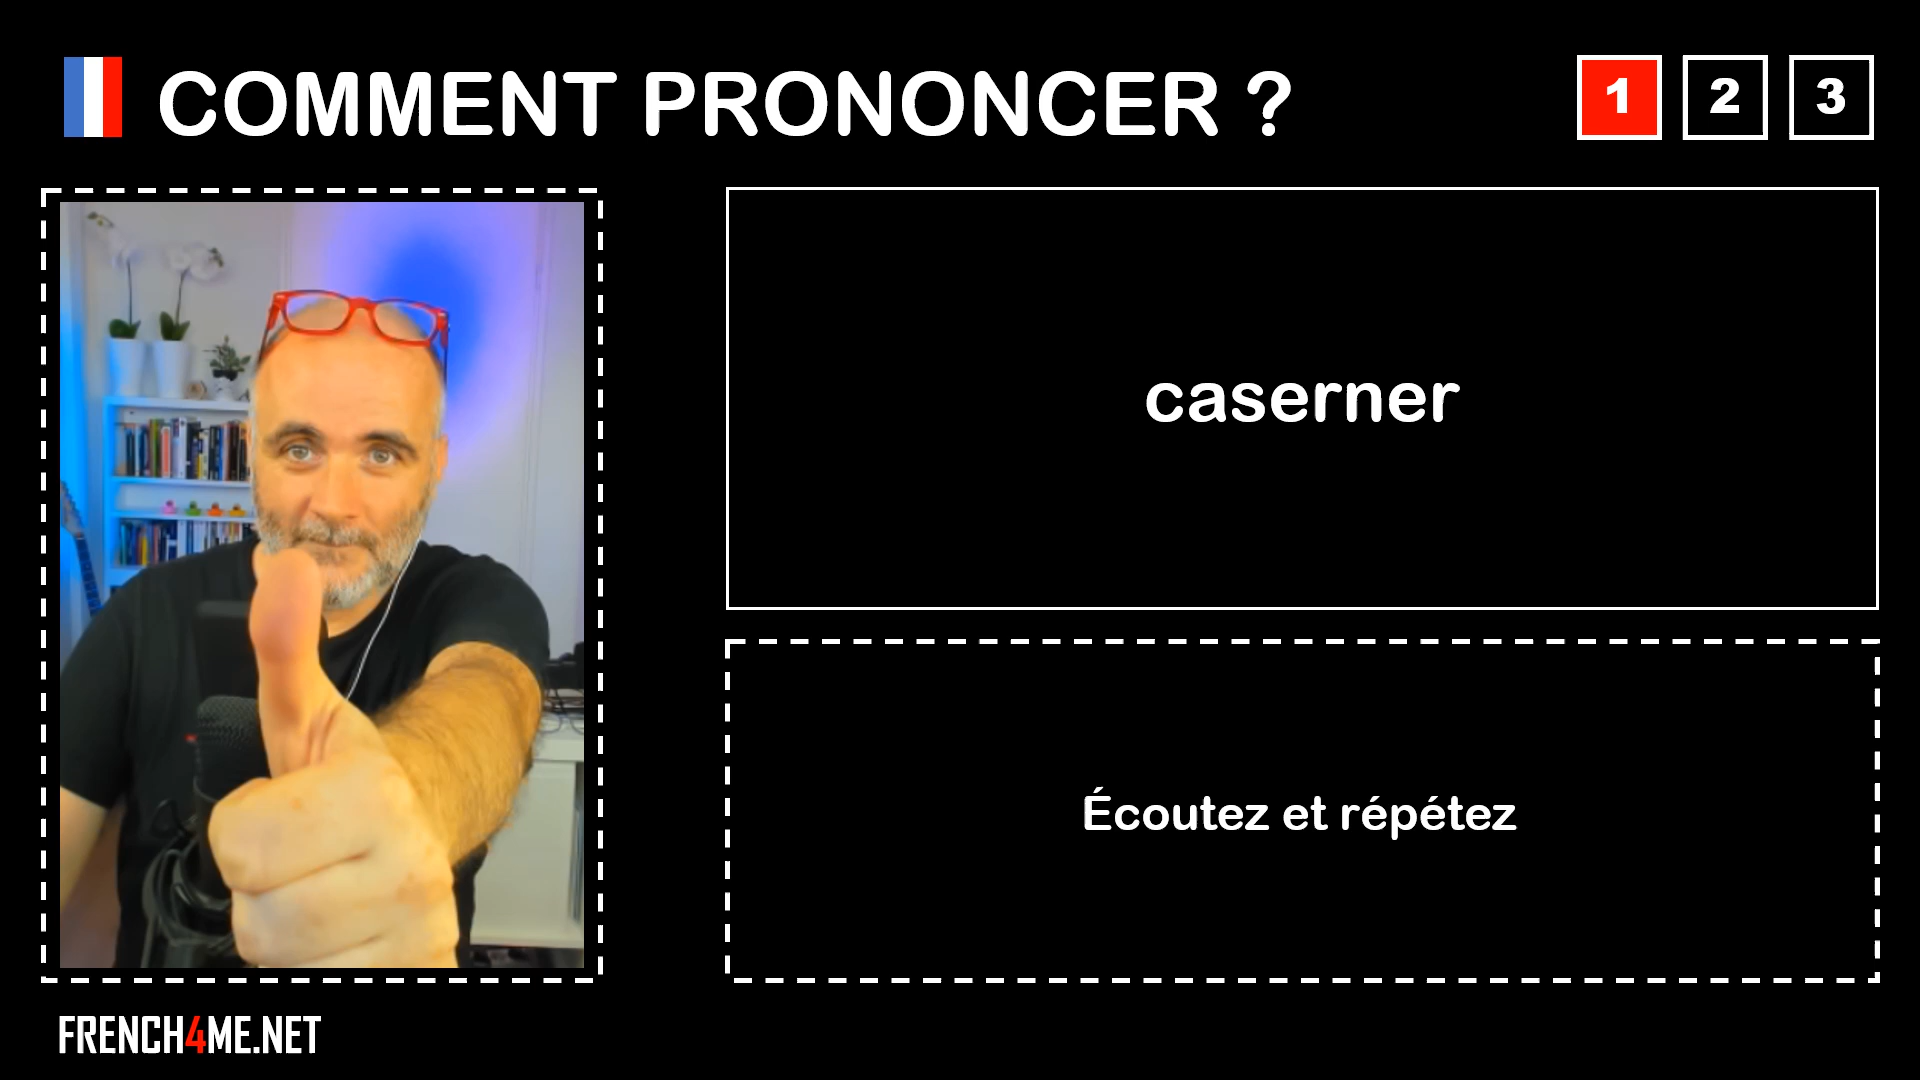 COMMENT PRONONCER ?
1 2 3
caserner
Écoutez et répétez
FRENCH4ME.NET